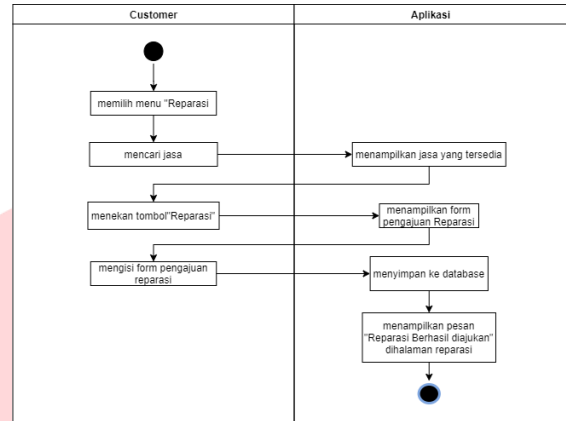 Customer
Aplikasi
memilih menu "Reparasi
mencari jasa
menampilkan jasa yang tersedia
menekan tombol"Reparasi"
menampilkan form
pengajuan Reparasi
mengisi form pengajuan
reparasi
menyimpan ke database
menampilkan pesan
"Reparasi Berhasil diajukan"
dihalaman reparasi